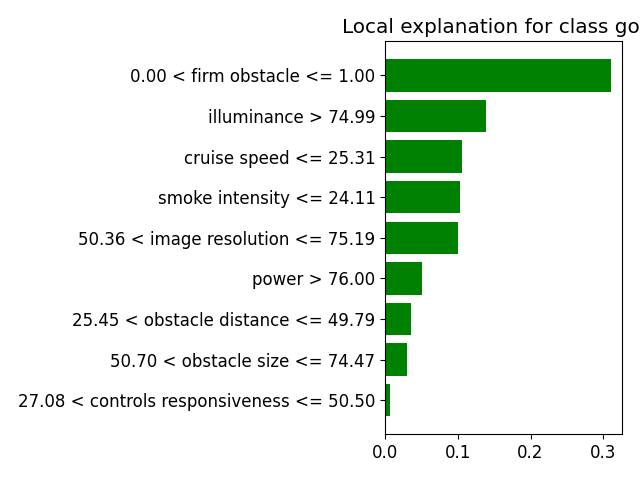 Local explanation for class go
0.00 < firm obstacle <= 1.00
illuminance > 74.99
cruise speed <= 25.31
smoke intensity <= 24.11
50.36 < image resolution <= 75.19
power > 76.00
25.45 < obstacle distance <= 49.79
50.70 < obstacle size <= 74.47
27.08 < controls responsiveness <= 50.50
0.0 0.1 0.2 0.3